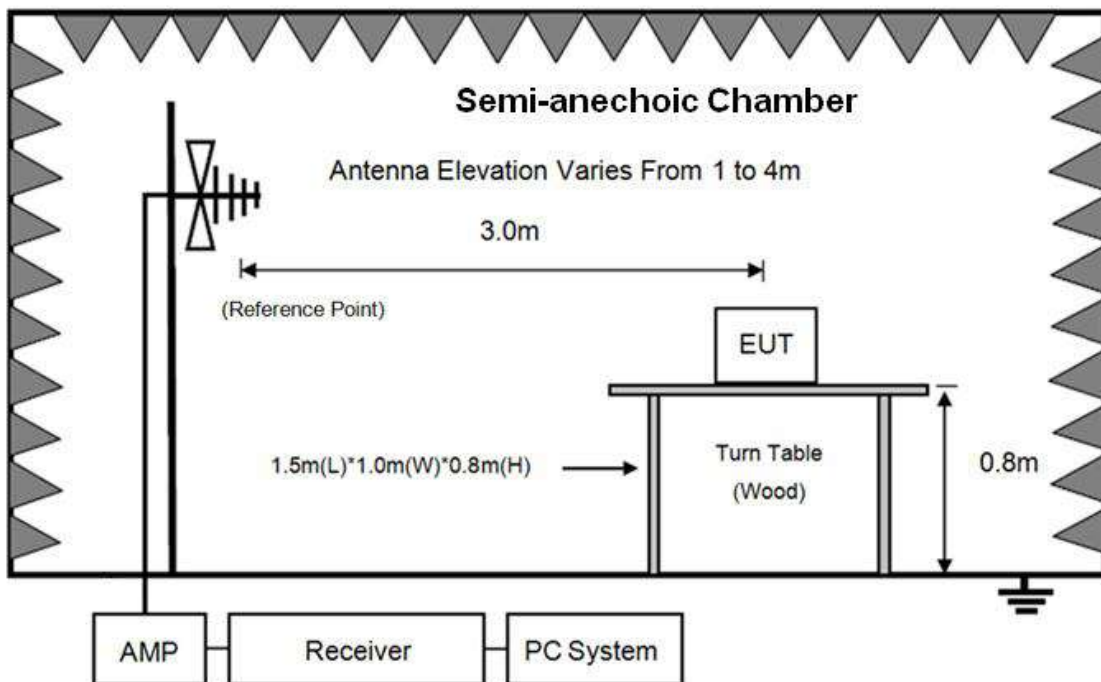 Semi-anechoic Chamber
Antenna Elevation Varies From 1 to 4m
3.0m
(Reference Point)
EUT
1.5m(L)*1.0m(W)*0.8m(H)
Turn Table
(Wood)
0.8m
AMP
Receiver
PC System